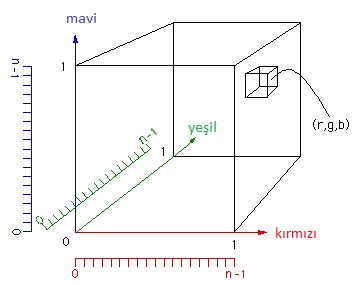 mavi
n-1
1
(r,g,b)
yeşil
n-1
1
0
0
0
1
kırmızı
0
n-1